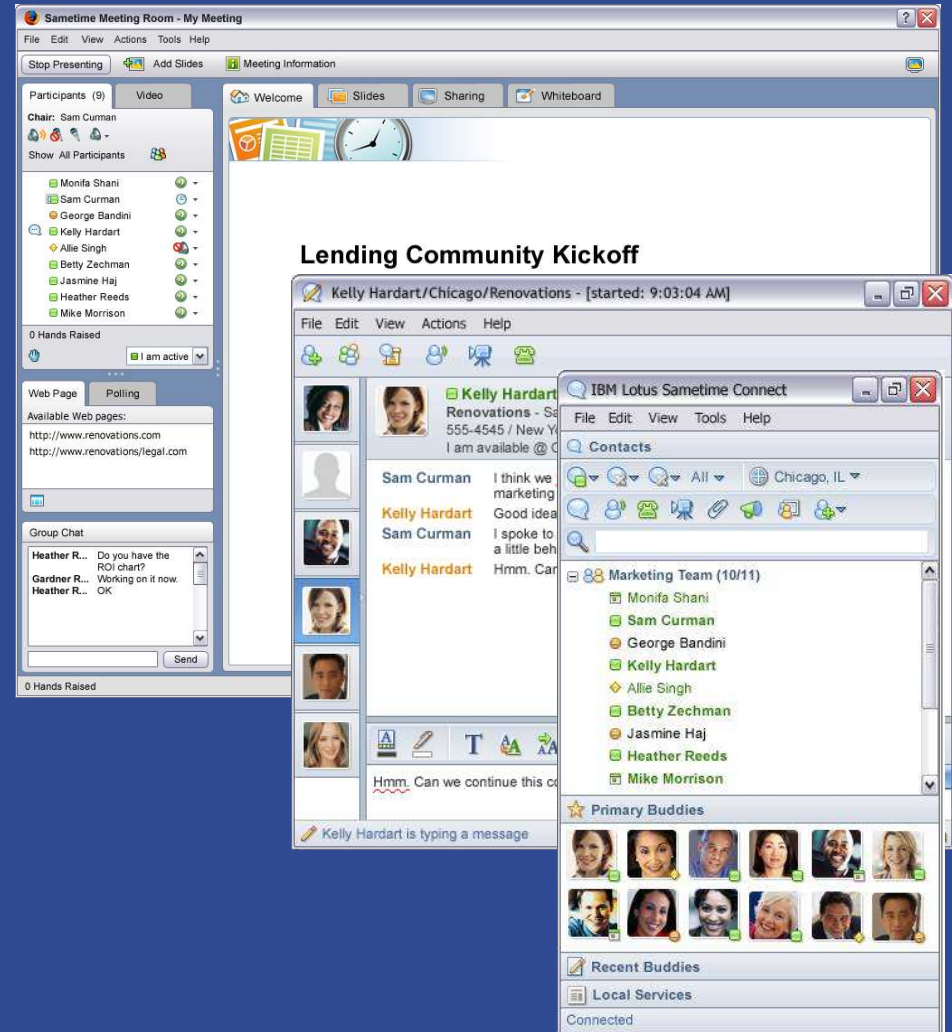 Sametime Meeting Room - My Meeting
File Edit View Actions Tools Help
Stop Presenting Add Slides Meeting Information
Participants (9) Video
Welcome Slides Sharing Whiteboard
Chair: Sam Curman
Show All Participants
Monifa Shani
Sam Curman
George Bandini
Kelly Hardart
Allie Singh
Betty Zechman
Jasmine Haj
Heather Reeds
Mike Morrison
0 Hands Raised
I am active
Web Page Polling
Available Web pages:
http://www.renovations.com
http://www.renovations/legal.com
Group Chat
Heather R... Do you have the
ROI chart?
Gardner R... Working on it now.
Heather R... OK
Send
0 Hands Raised
Lending Community Kickoff
Kelly Hardart/Chicago/Renovations - [started: 9:03:04 AM]
File Edit View Actions Help
Kelly Hardart
Renovations - Sa
555-4545 / New Y
I am available @ C
Sam Curman I think we
marketing
Kelly Hardart Good idea
Sam Curman I spoke to
a little beh
Kelly Hardart Hmm. Car
Hmm. Can we continue this co
Kelly Hardart is typing a message
IBM Lotus Sametime Connect
File Edit View Tools Help
Contacts
All Chicago, IL
Marketing Team (10/11)
Monifa Shani
Sam Curman
George Bandini
Kelly Hardart
Allie Singh
Betty Zechman
Jasmine Haj
Heather Reeds
Mike Morrison
Primary Buddies
Recent Buddies
Local Services
Connected